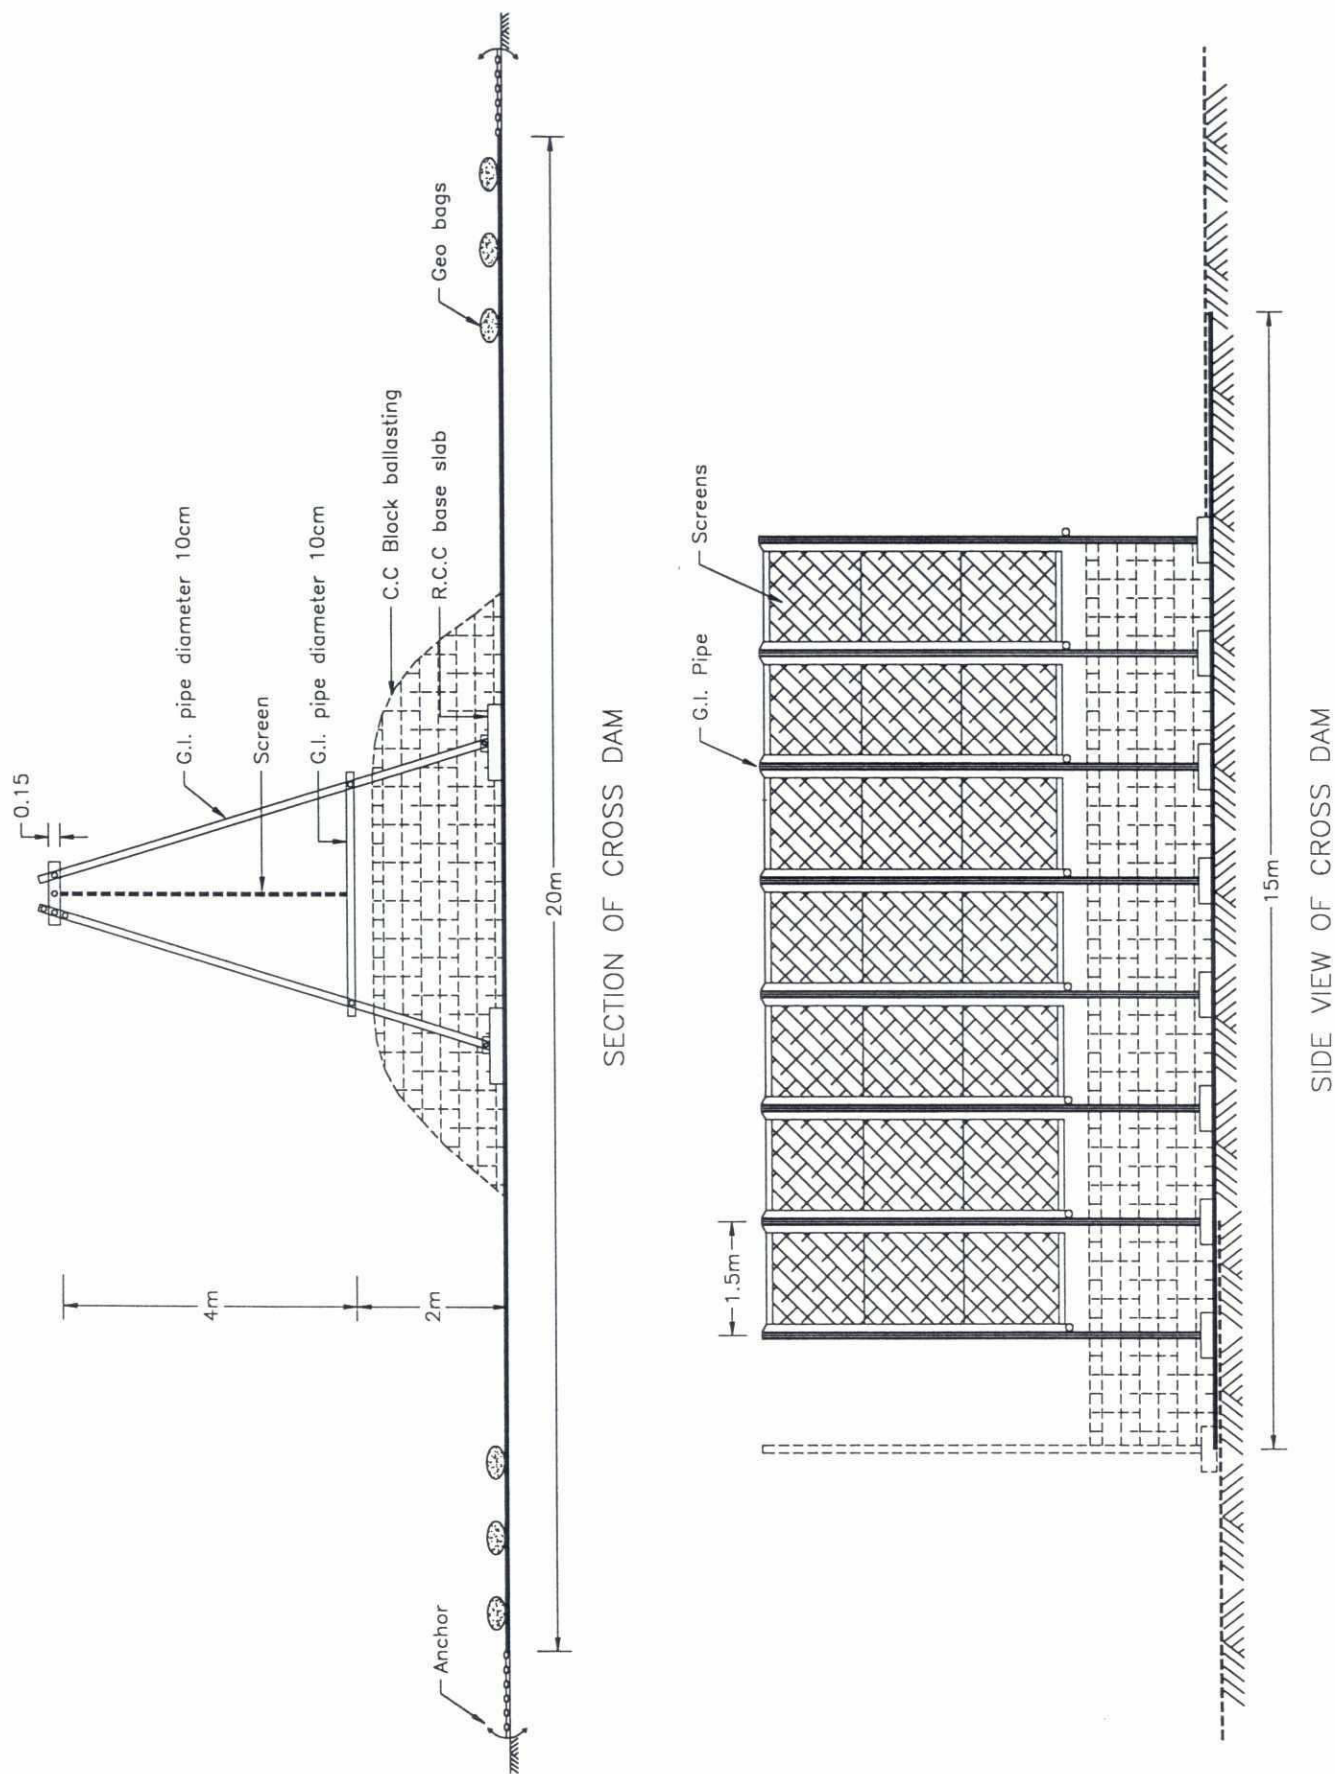 0.15
G.I. pipe diameter 10cm
Screen
G.I. pipe diameter 10cm
4m
C.C Block ballasting
2m
R.C.C base slab
Anchor
Geo bags
20m
SECTION OF CROSS DAM
G.I. Pipe
Screens
1.5m
15m
SIDE VIEW OF CROSS DAM